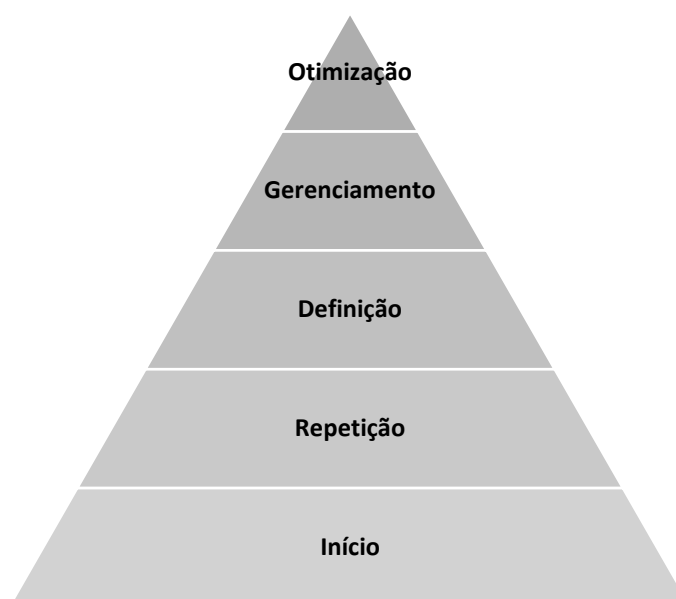 Otimização
Gerenciamento
Definição
Repetição
Início